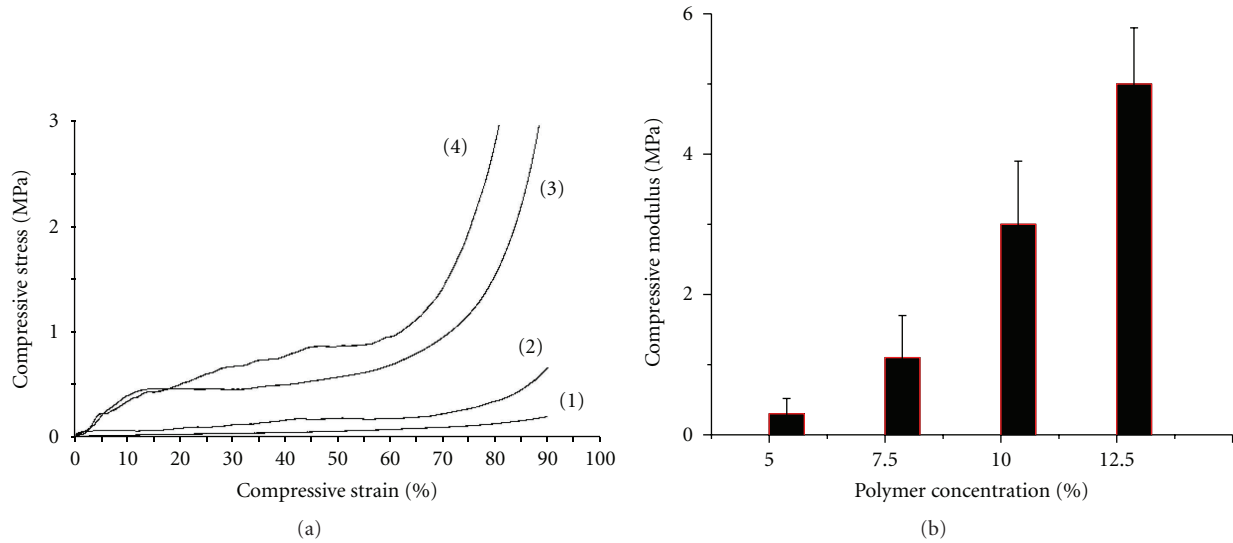 3
2
1
0
Compressive stress (MPa)
(4)
(3)
(2)
(1)
0 10 20 30 40 50 60 70 80 90 100
Compressive strain (%)
(a)
6
4
2
0
Compressive modulus (MPa)
5 7.5 10 12.5
Polymer concentration (%)
(b)